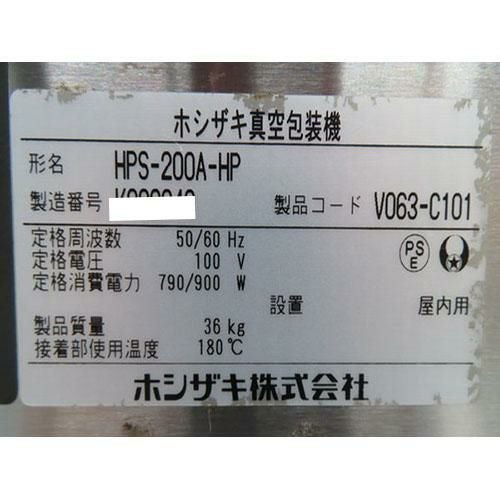 ホシザキ真空包装機
形名 HPS-200A-HP
製造番号 製品コード V063-C101
定格周波数 50/60 Hz
定格電圧 100 V
定格消費電力 790/900 W
PS
E
設置 屋内用
製品質量 36 kg
接着部使用温度 180℃
ホシザキ株式会社